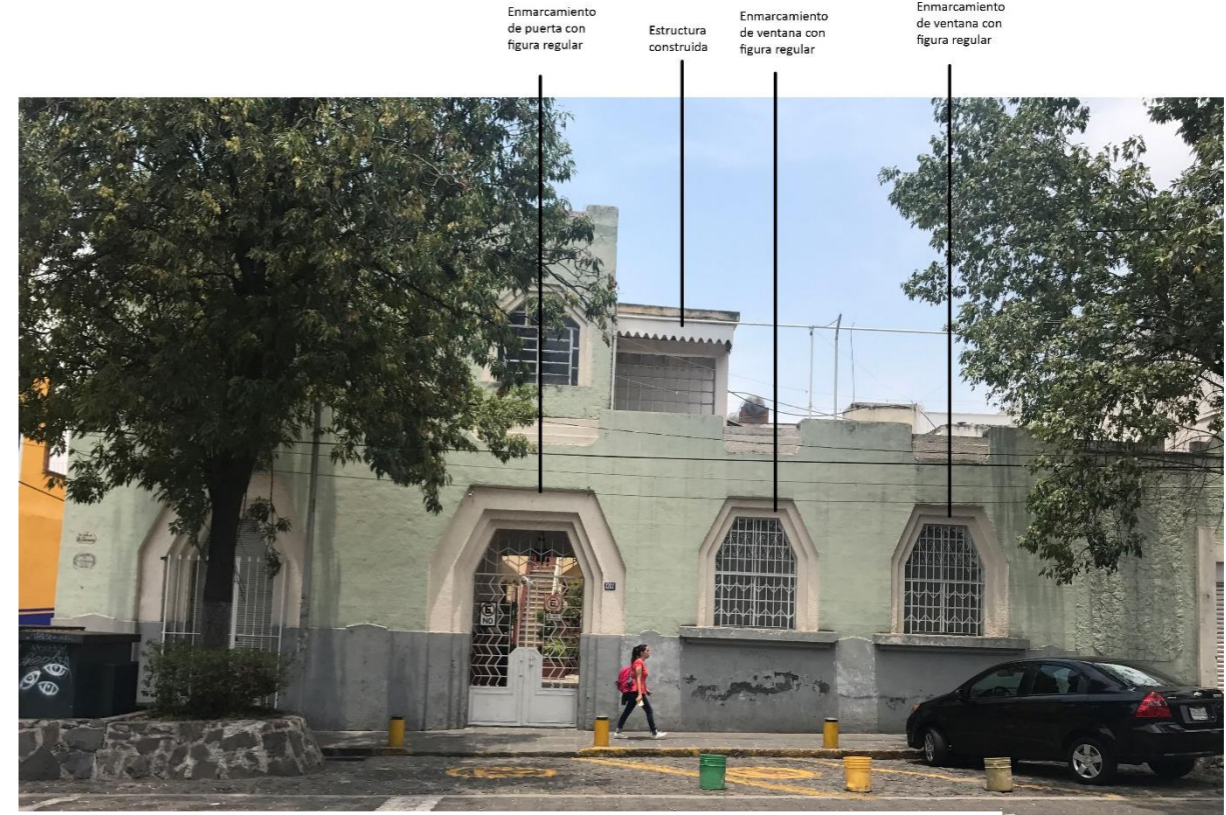 Enmarcamiento
de puerta con
figura regular
Estructura
construida
Enmarcamiento
de ventana con
figura regular
Enmarcamiento
de ventana con
figura regular